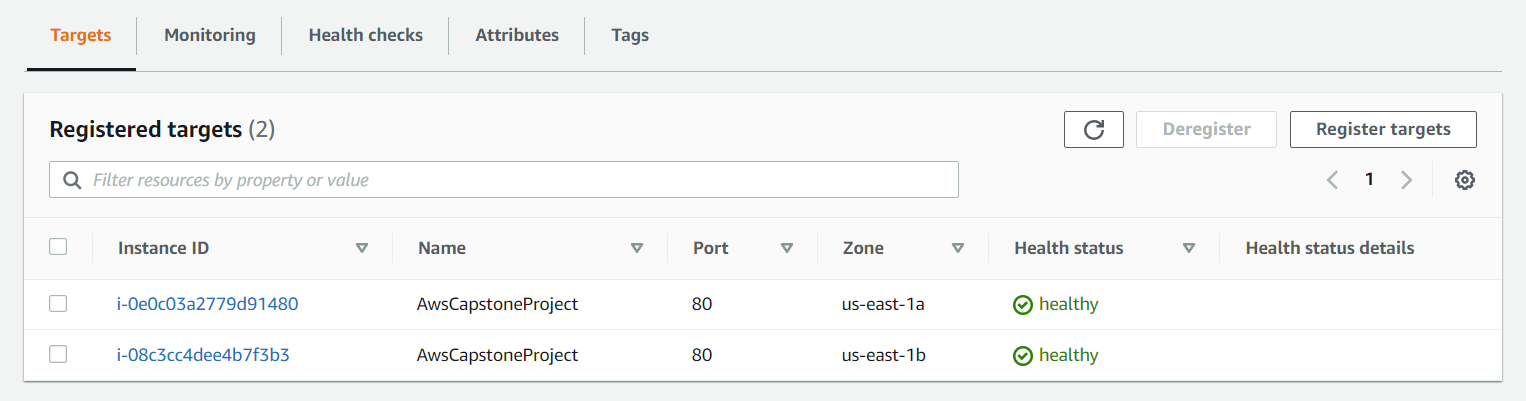 Targets Monitoring Health checks Attributes Tags
Registered targets (2) Deregister Register targets
Filter resources by property or value 1
Instance ID Name Port Zone Health status Health status details
i-0e0c03a2779d91480 AwsCapstoneProject 80 us-east-1a healthy
i-08c3cc4dee4b7f3b3 AwsCapstoneProject 80 us-east-1b healthy